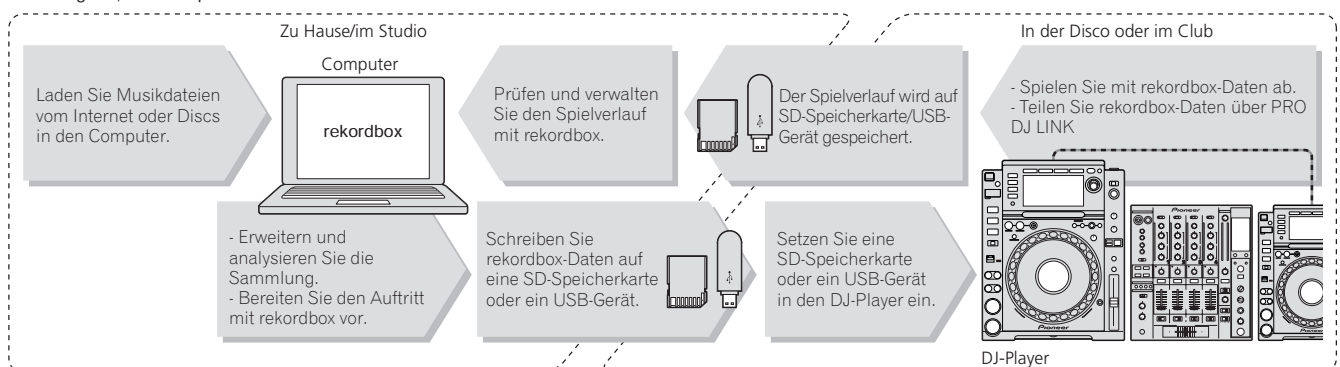 Zu Hause/im Studio
In der Disco oder im Club
Computer
rekordbox
Laden Sie Musikdateien
vom Internet oder Discs
in den Computer.
Prüfen und verwalten
Sie den Spielverlauf
mit rekordbox.
Der Spielverlauf wird auf
SD-Speicherkarte/USB-
Gerät gespeichert.
- Spielen Sie mit rekordbox-Daten ab.
- Teilen Sie rekordbox-Daten über PRO
DJ LINK
- Erweitern und
analysieren Sie die
Sammlung.
- Bereiten Sie den Auftritt
mit rekordbox vor.
Schreiben Sie
rekordbox-Daten auf
eine SD-Speicherkarte
oder ein USB-Gerät.
Setzen Sie eine
SD-Speicherkarte
oder ein USB-Gerät
in den DJ-Player ein.
Pioneer
Pioneer
DJ-Player